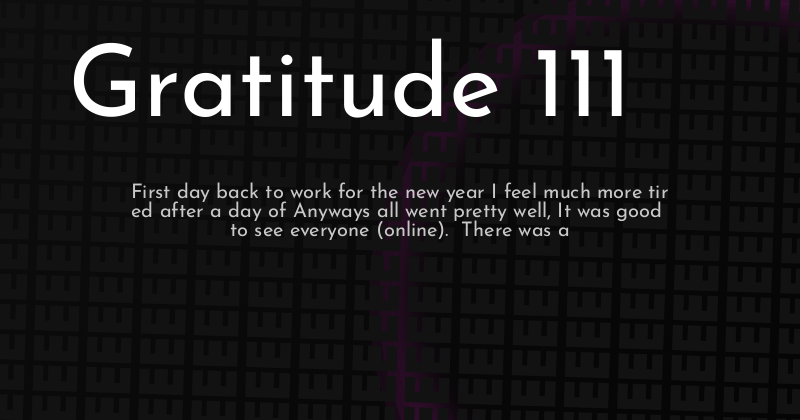 Gratitude 111
First day back to work for the new year I feel much more tir
ed after a day of Anyways all went pretty well, It was good
to see everyone (online).  There was a